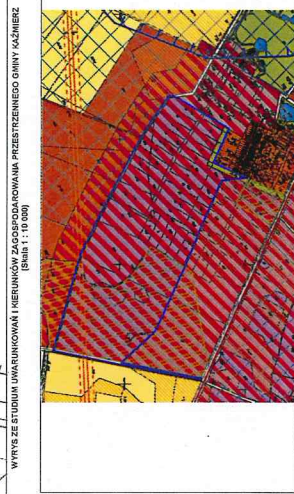 WYRYS ZE STUDIUM UWARUNKOWAŃ I KIERUNKÓW ZAGOSPODAROWANIA PRZESTRZENNEGO GMINY KAŹMIERZ
(Skala 1 : 10 000)